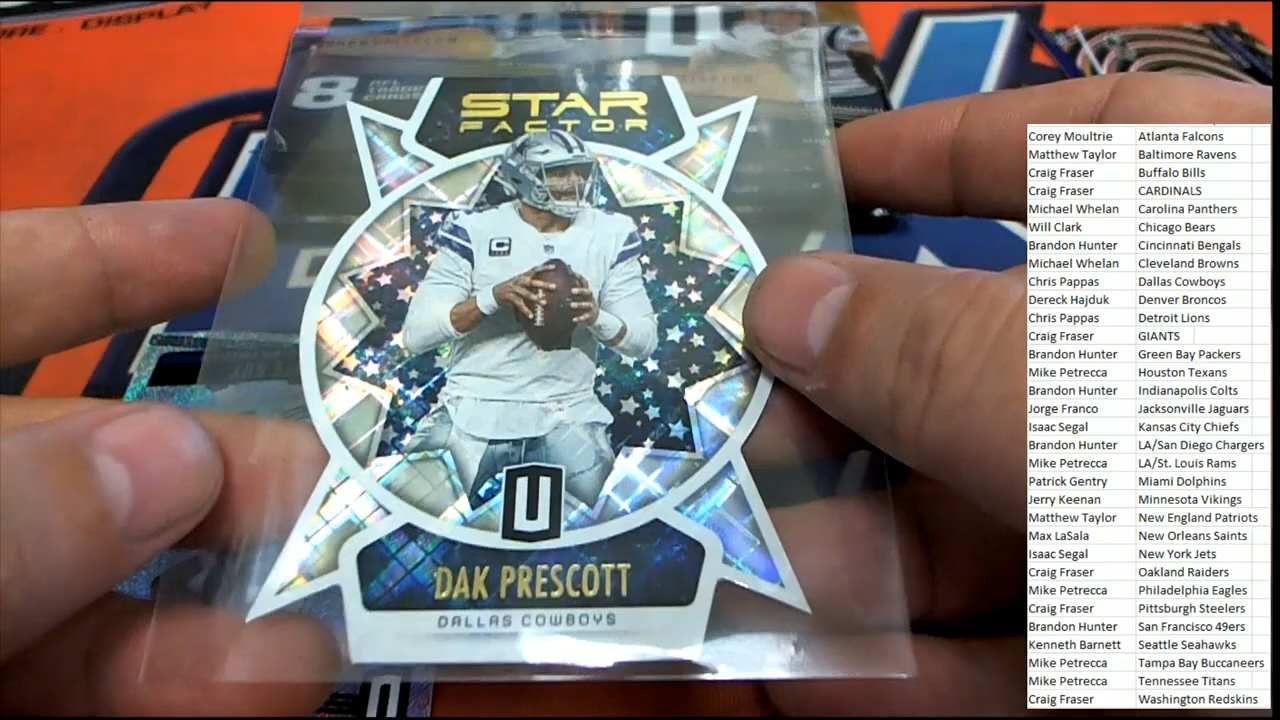 RE - DISPLAY
8 NFL
TRADING
CARDS
STAR
FACTOR
C
U
DAK PRESCOTT
DALLAS COWBOYS
Corey Moultrie Atlanta Falcons
Matthew Taylor Baltimore Ravens
Craig Fraser Buffalo Bills
Craig Fraser CARDINALS
Michael Whelan Carolina Panthers
Will Clark Chicago Bears
Brandon Hunter Cincinnati Bengals
Michael Whelan Cleveland Browns
Chris Pappas Dallas Cowboys
Dereck Hajduk Denver Broncos
Chris Pappas Detroit Lions
Craig Fraser GIANTS
Brandon Hunter Green Bay Packers
Mike Petrecca Houston Texans
Brandon Hunter Indianapolis Colts
Jorge Franco Jacksonville Jaguars
Isaac Segal Kansas City Chiefs
Brandon Hunter LA/San Diego Chargers
Mike Petrecca LA/St. Louis Rams
Patrick Gentry Miami Dolphins
Jerry Keenan Minnesota Vikings
Matthew Taylor New England Patriots
Max LaSala New Orleans Saints
Isaac Segal New York Jets
Craig Fraser Oakland Raiders
Mike Petrecca Philadelphia Eagles
Craig Fraser Pittsburgh Steelers
Brandon Hunter San Francisco 49ers
Kenneth Barnett Seattle Seahawks
Mike Petrecca Tampa Bay Buccaneers
Mike Petrecca Tennessee Titans
Craig Fraser Washington Redskins